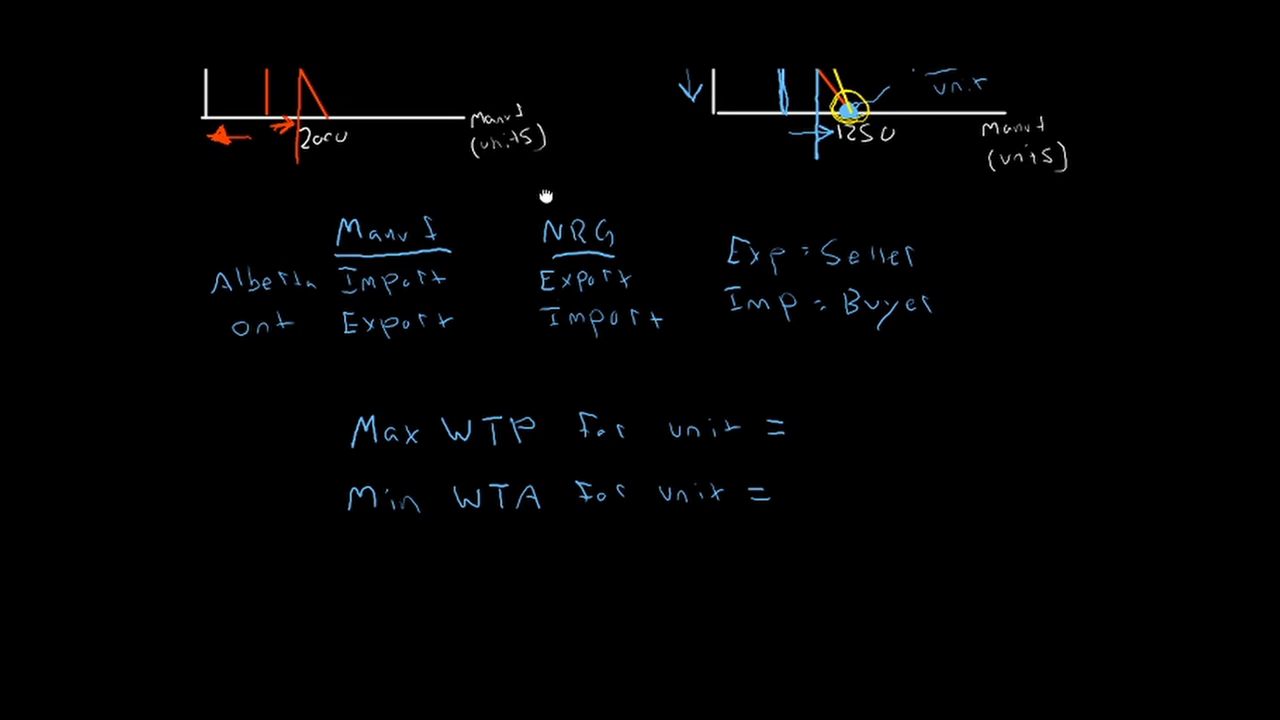 unit
Manuf
(units)
2000
1250
Manuf
(units)
Manuf NRG
Alberta Import Export
Ont Export Import
Exp = Seller
Imp = Buyer
Max WTP for unit =
Min WTA for unit =